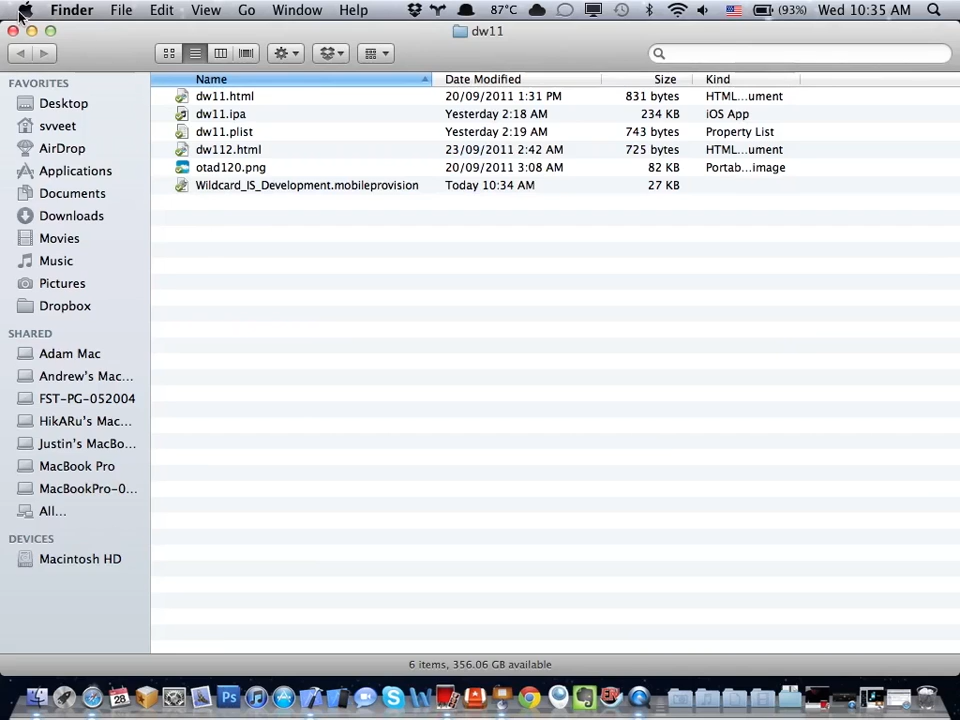 Finder File Edit View Go Window Help 87°C (93%) Wed 10:35 AM
dw11
FAVORITES
Desktop
svveet
AirDrop
Applications
Documents
Downloads
Movies
Music
Pictures
Dropbox
SHARED
Adam Mac
Andrew's Mac...
FST-PG-052004
HikARu's Mac...
Justin's MacBo...
MacBook Pro
MacBookPro-0...
All...
DEVICES
Macintosh HD
Name Date Modified Size Kind
dw11.html 20/09/2011 1:31 PM 831 bytes HTML...ument
dw11.ipa Yesterday 2:18 AM 234 KB iOS App
dw11.plist Yesterday 2:19 AM 743 bytes Property List
dw112.html 23/09/2011 2:42 AM 725 bytes HTML...ument
otad120.png 20/09/2011 3:08 AM 82 KB Portab...image
Wildcard_IS_Development.mobileprovision Today 10:34 AM 27 KB
6 items, 356.06 GB available
28
Ps